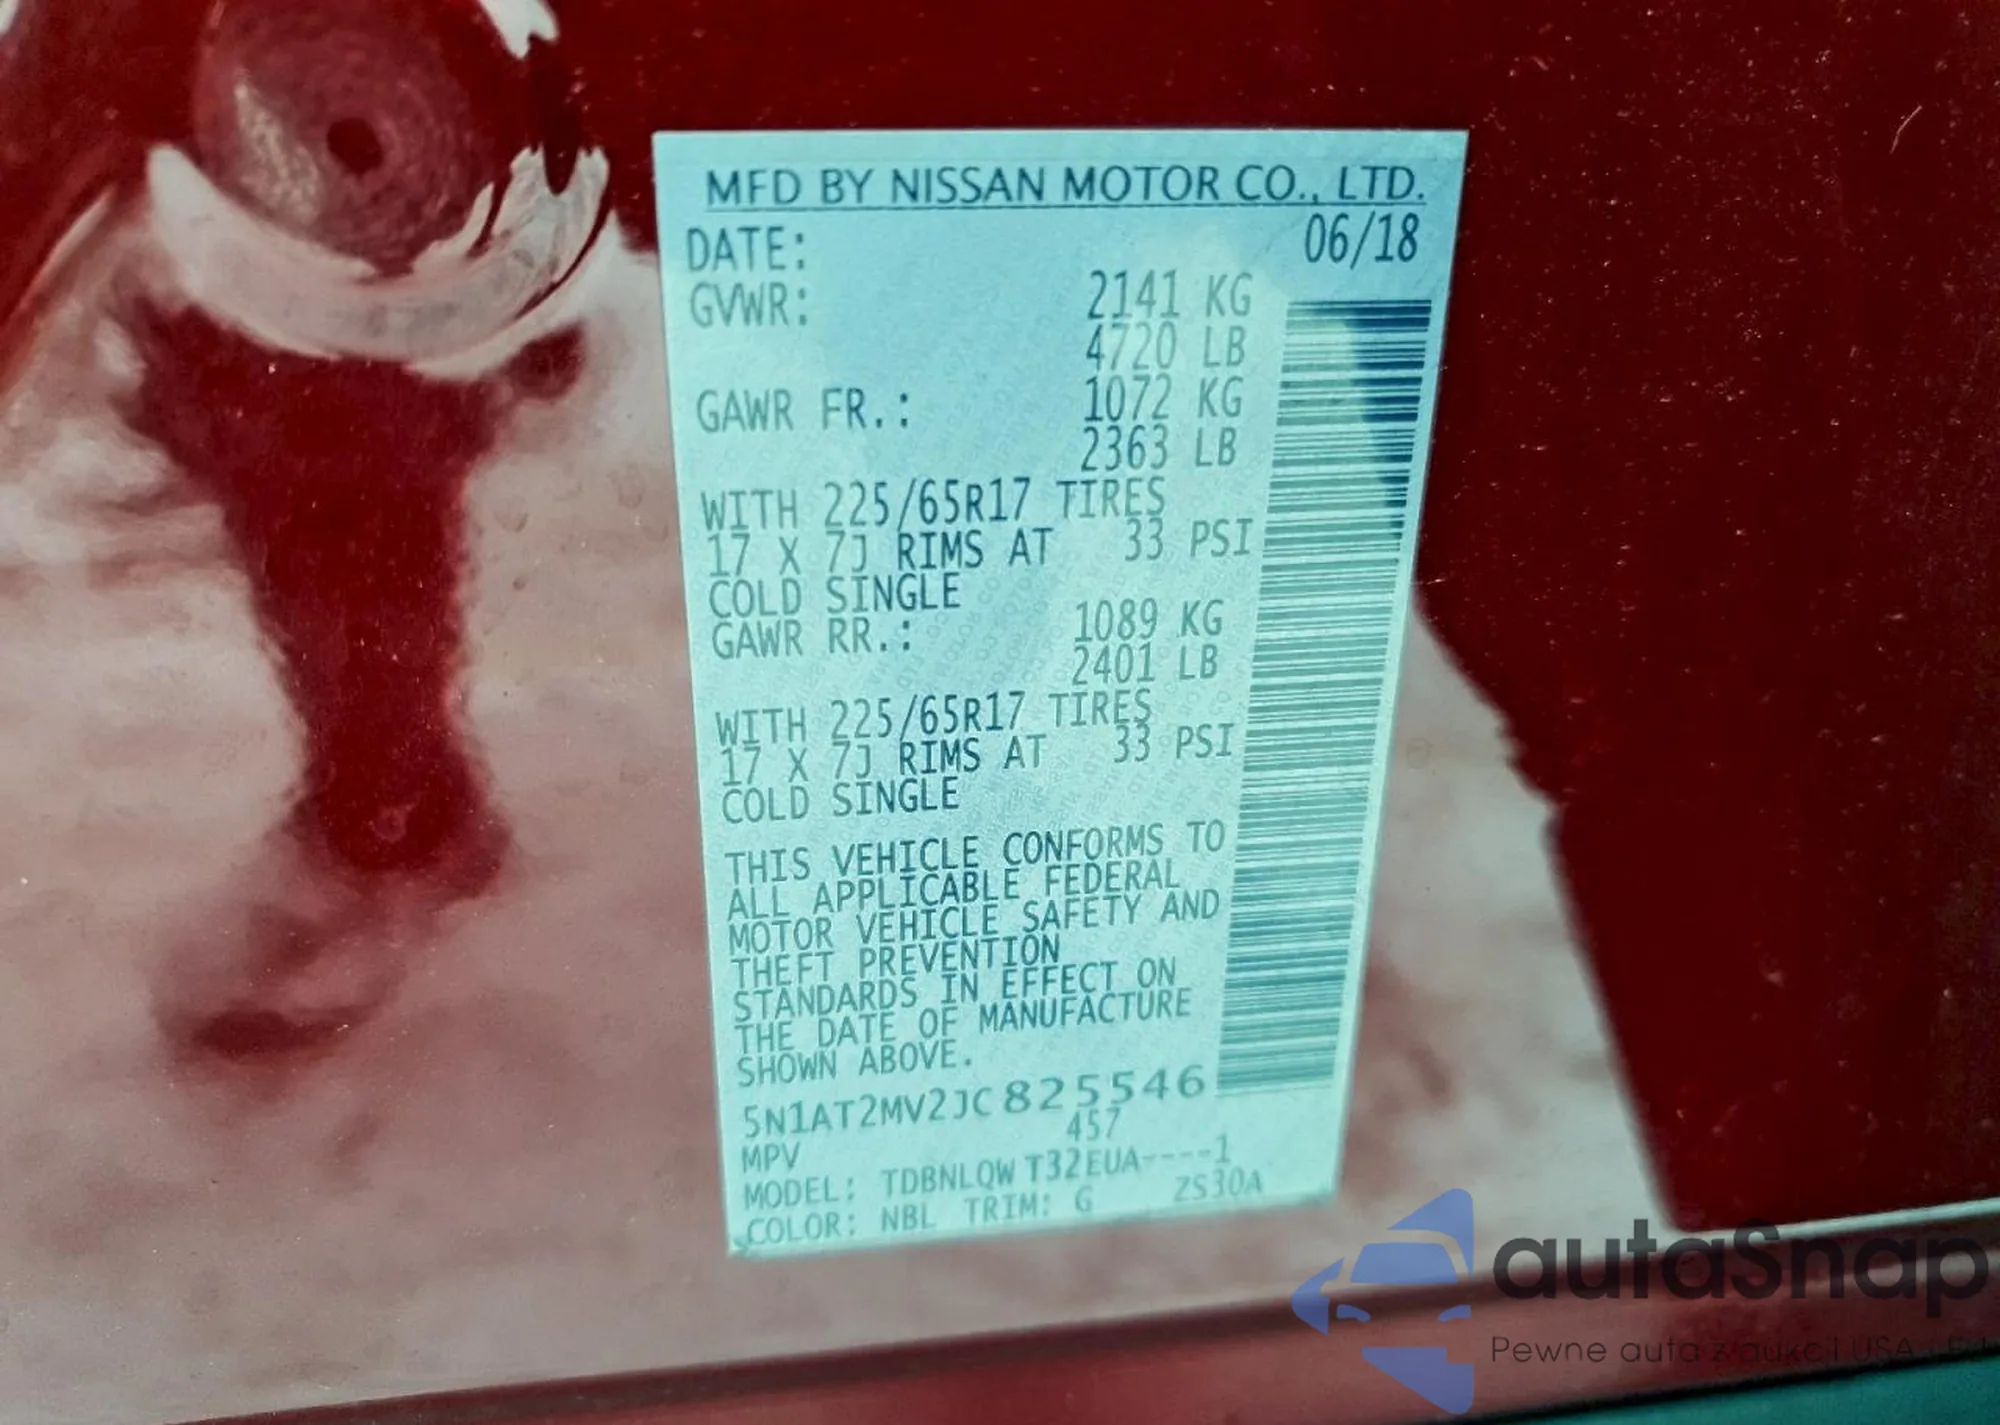 MFD BY NISSAN MOTOR CO., LTD.
DATE: 06/18
GVWR: 2141 KG
4720 LB
GAWR FR.: 1072 KG
2363 LB
WITH 225/65R17 TIRES
17 X 7J RIMS AT 33 PSI
COLD SINGLE
GAWR RR.: 1089 KG
2401 LB
WITH 225/65R17 TIRES
17 X 7J RIMS AT 33 PSI
COLD SINGLE
THIS VEHICLE CONFORMS TO
ALL APPLICABLE FEDERAL
MOTOR VEHICLE SAFETY AND
THEFT PREVENTION
STANDARDS IN EFFECT ON
THE DATE OF MANUFACTURE
SHOWN ABOVE.
5N1AT2MV2JC825546
457
MPV
MODEL: TDBNLQW T32EUA----1
COLOR: NBL TRIM: G ZS30A
autaSnap
Pewne auta z aukcji USA i